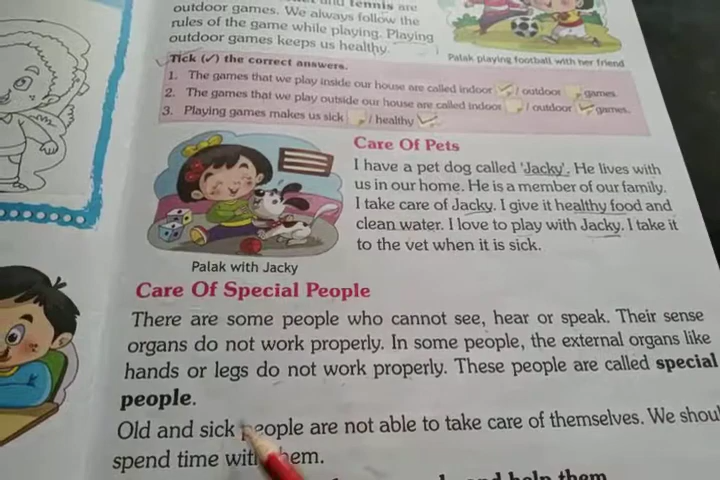 and tennis are
outdoor games. We always follow the
rules of the game while playing. Playing
outdoor games keeps us healthy.
Palak playing football with her friend
Tick (✓) the correct answers.
1. The games that we play inside our house are called indoor ✓ / outdoor games.
2. The games that we play outside our house are called indoor / outdoor ✓ games.
3. Playing games makes us sick / healthy ✓.
Care Of Pets
I have a pet dog called 'Jacky'. He lives with
us in our home. He is a member of our family.
I take care of Jacky. I give it healthy food and
clean water. I love to play with Jacky. I take it
to the vet when it is sick.
Palak with Jacky
Care Of Special People
There are some people who cannot see, hear or speak. Their sense
organs do not work properly. In some people, the external organs like
hands or legs do not work properly. These people are called special
people.
Old and sick people are not able to take care of themselves. We shou
spend time with them.
and help them